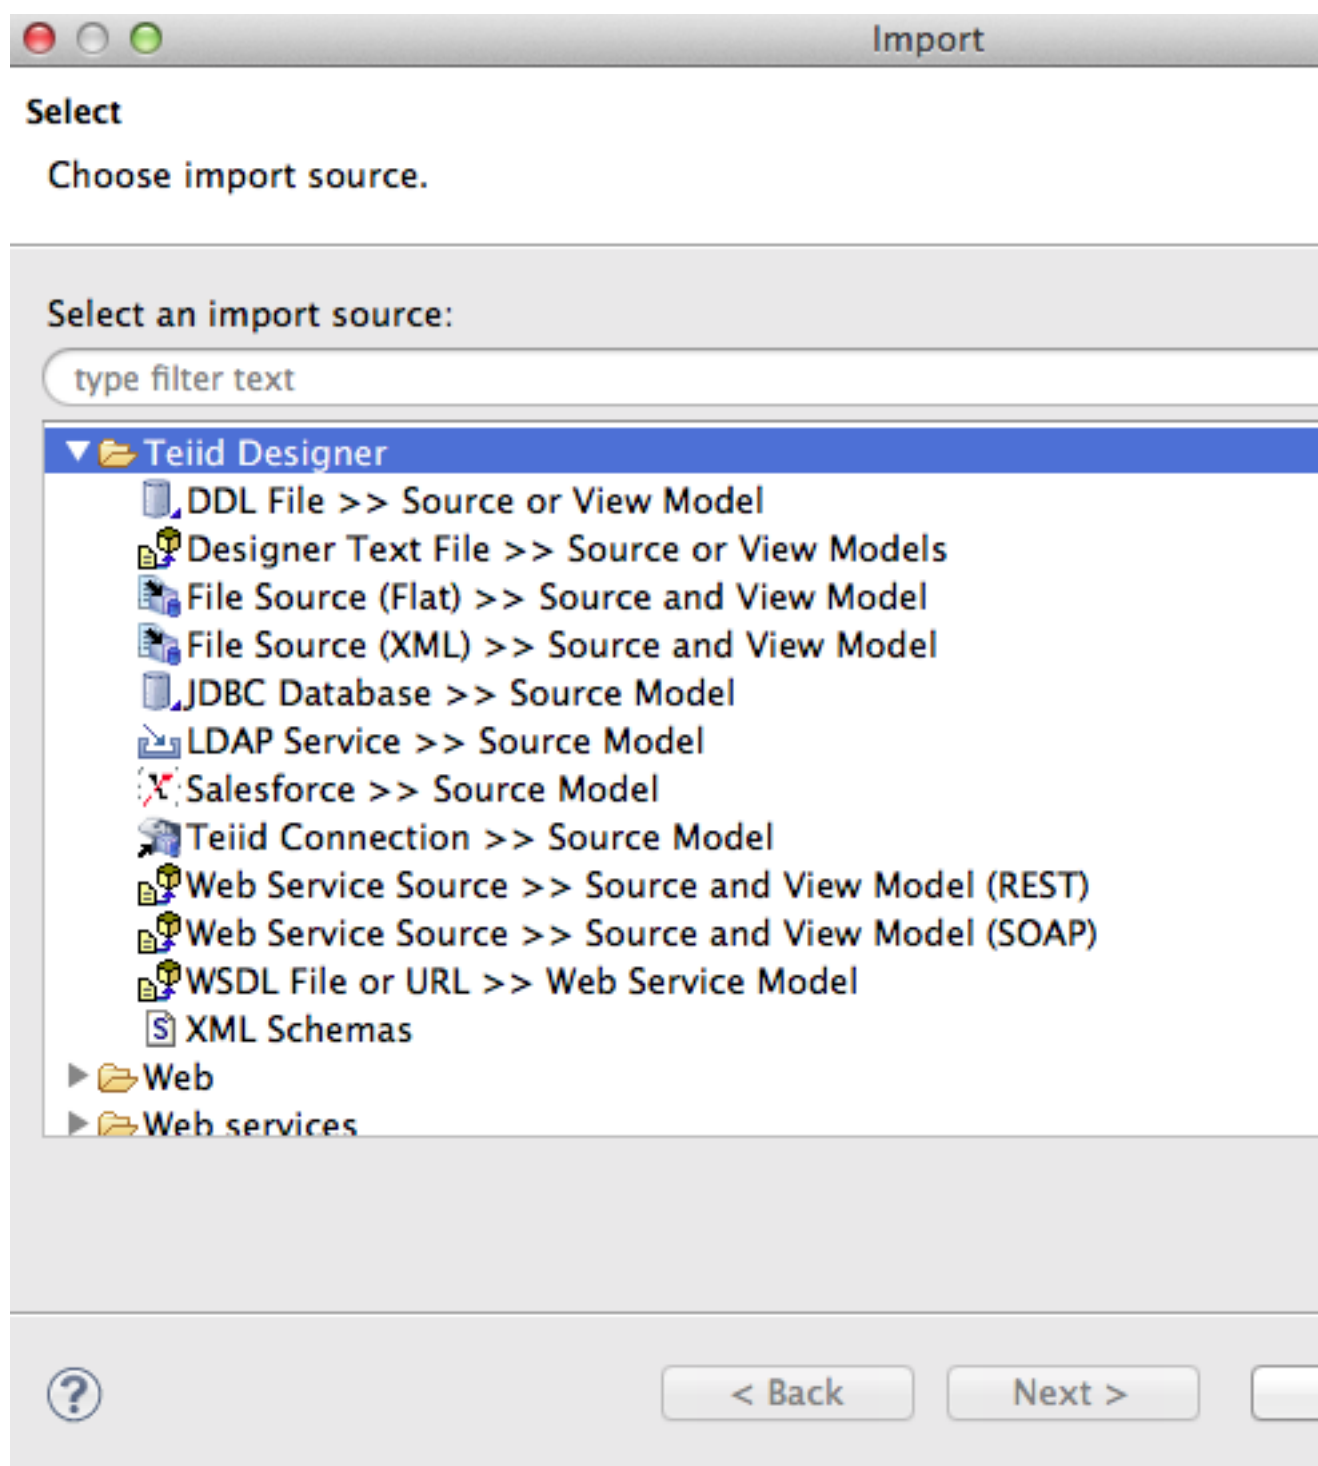 Import
Select
Choose import source.
Select an import source:
type filter text
Teiid Designer
DDL File >> Source or View Model
Designer Text File >> Source or View Models
File Source (Flat) >> Source and View Model
File Source (XML) >> Source and View Model
JDBC Database >> Source Model
LDAP Service >> Source Model
Salesforce >> Source Model
Teiid Connection >> Source Model
Web Service Source >> Source and View Model (REST)
Web Service Source >> Source and View Model (SOAP)
WSDL File or URL >> Web Service Model
XML Schemas
Web
Web services
? < Back Next >